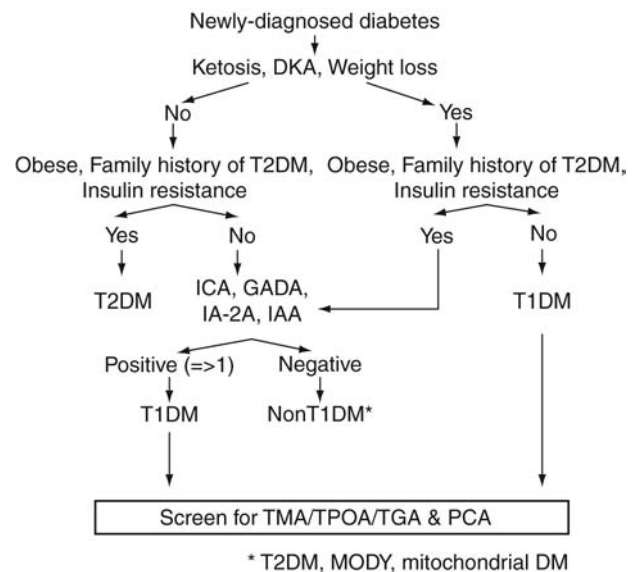 Newly-diagnosed diabetes
Ketosis, DKA, Weight loss
No
Yes
Obese, Family history of T2DM,
Insulin resistance
Obese, Family history of T2DM,
Insulin resistance
Yes
No
Yes
No
T2DM
ICA, GADA,
IA-2A, IAA
T1DM
Positive (=>1)
Negative
T1DM
NonT1DM*
Screen for TMA/TPOA/TGA & PCA
* T2DM, MODY, mitochondrial DM